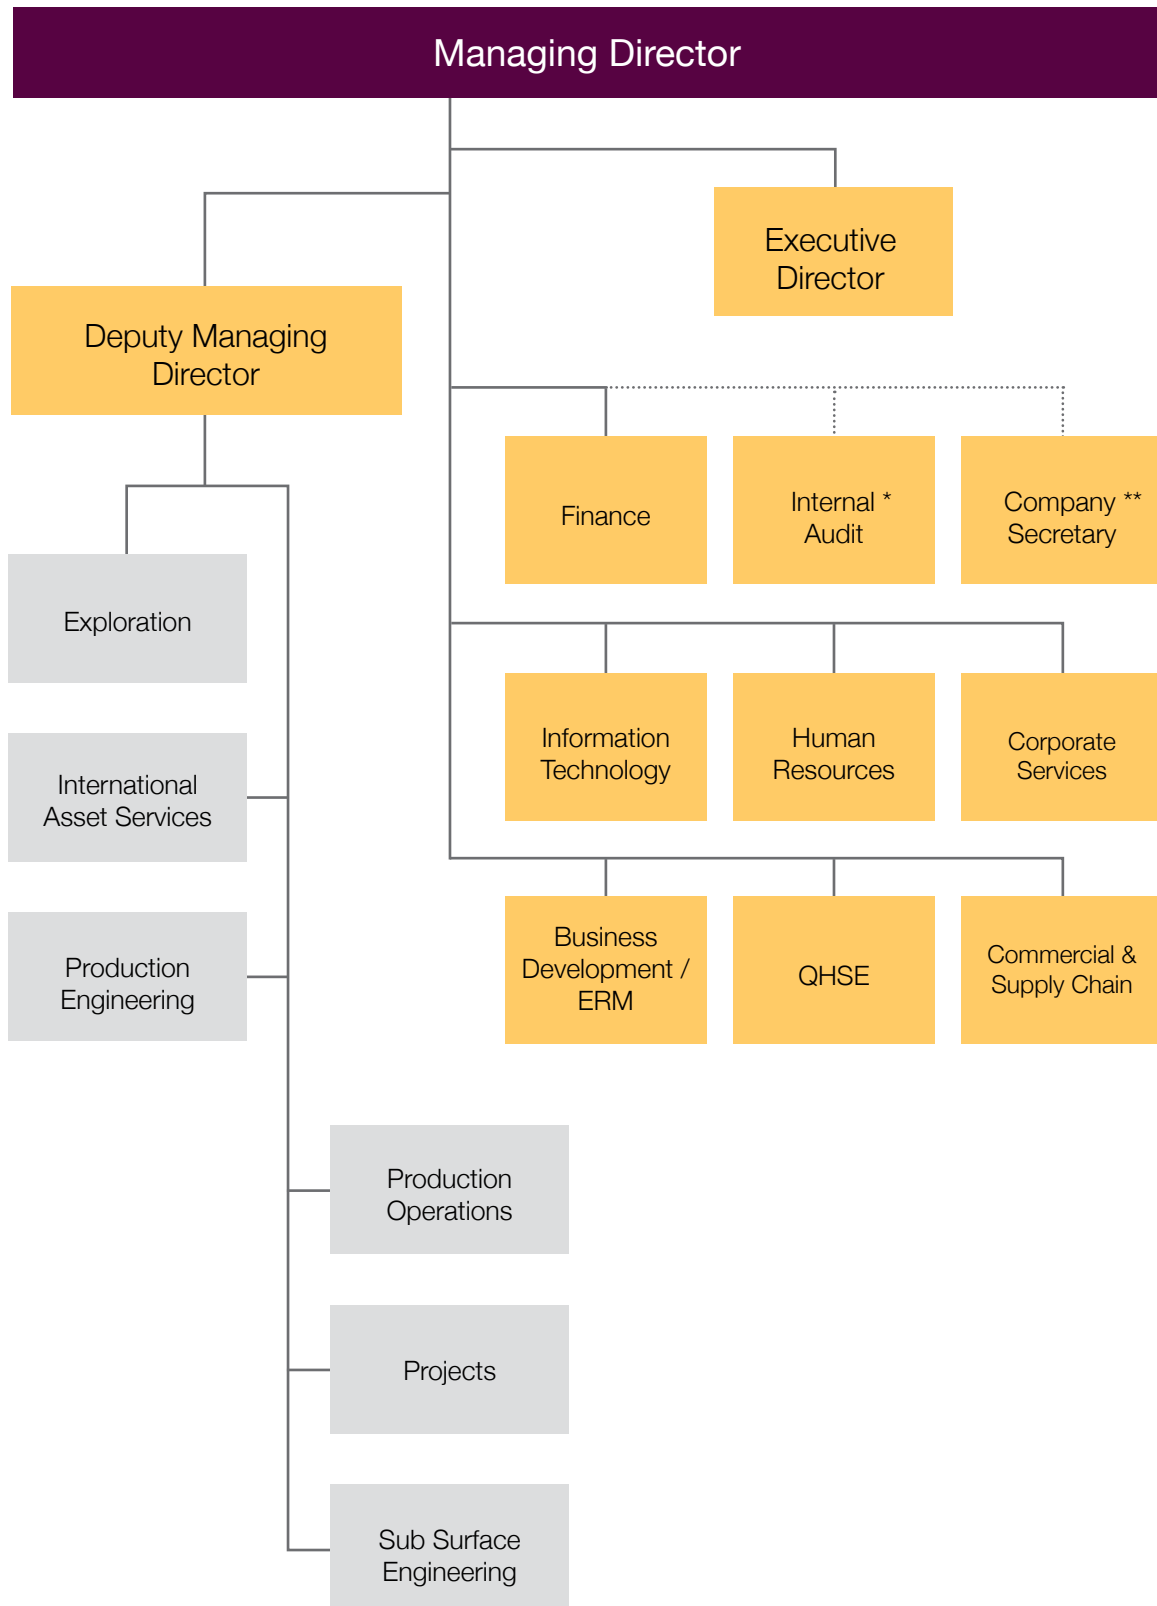 Managing Director
Executive
Director
Deputy Managing
Director
Finance
Internal *
Audit
Company **
Secretary
Exploration
Information
Technology
Human
Resources
Corporate
Services
International
Asset Services
Production
Engineering
Business
Development /
ERM
QHSE
Commercial &
Supply Chain
Production
Operations
Projects
Sub Surface
Engineering